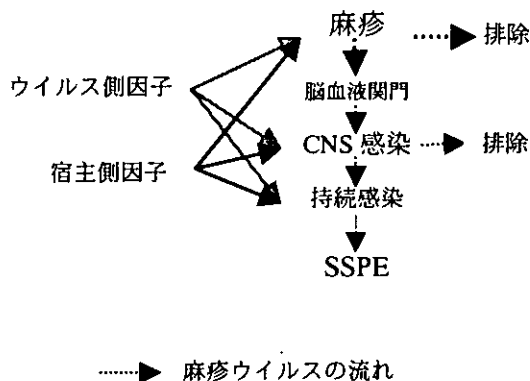 麻疹
排除
ウイルス側因子
脳血液関門
CNS 感染
排除
宿主側因子
持続感染
SSPE
麻疹ウイルスの流れ